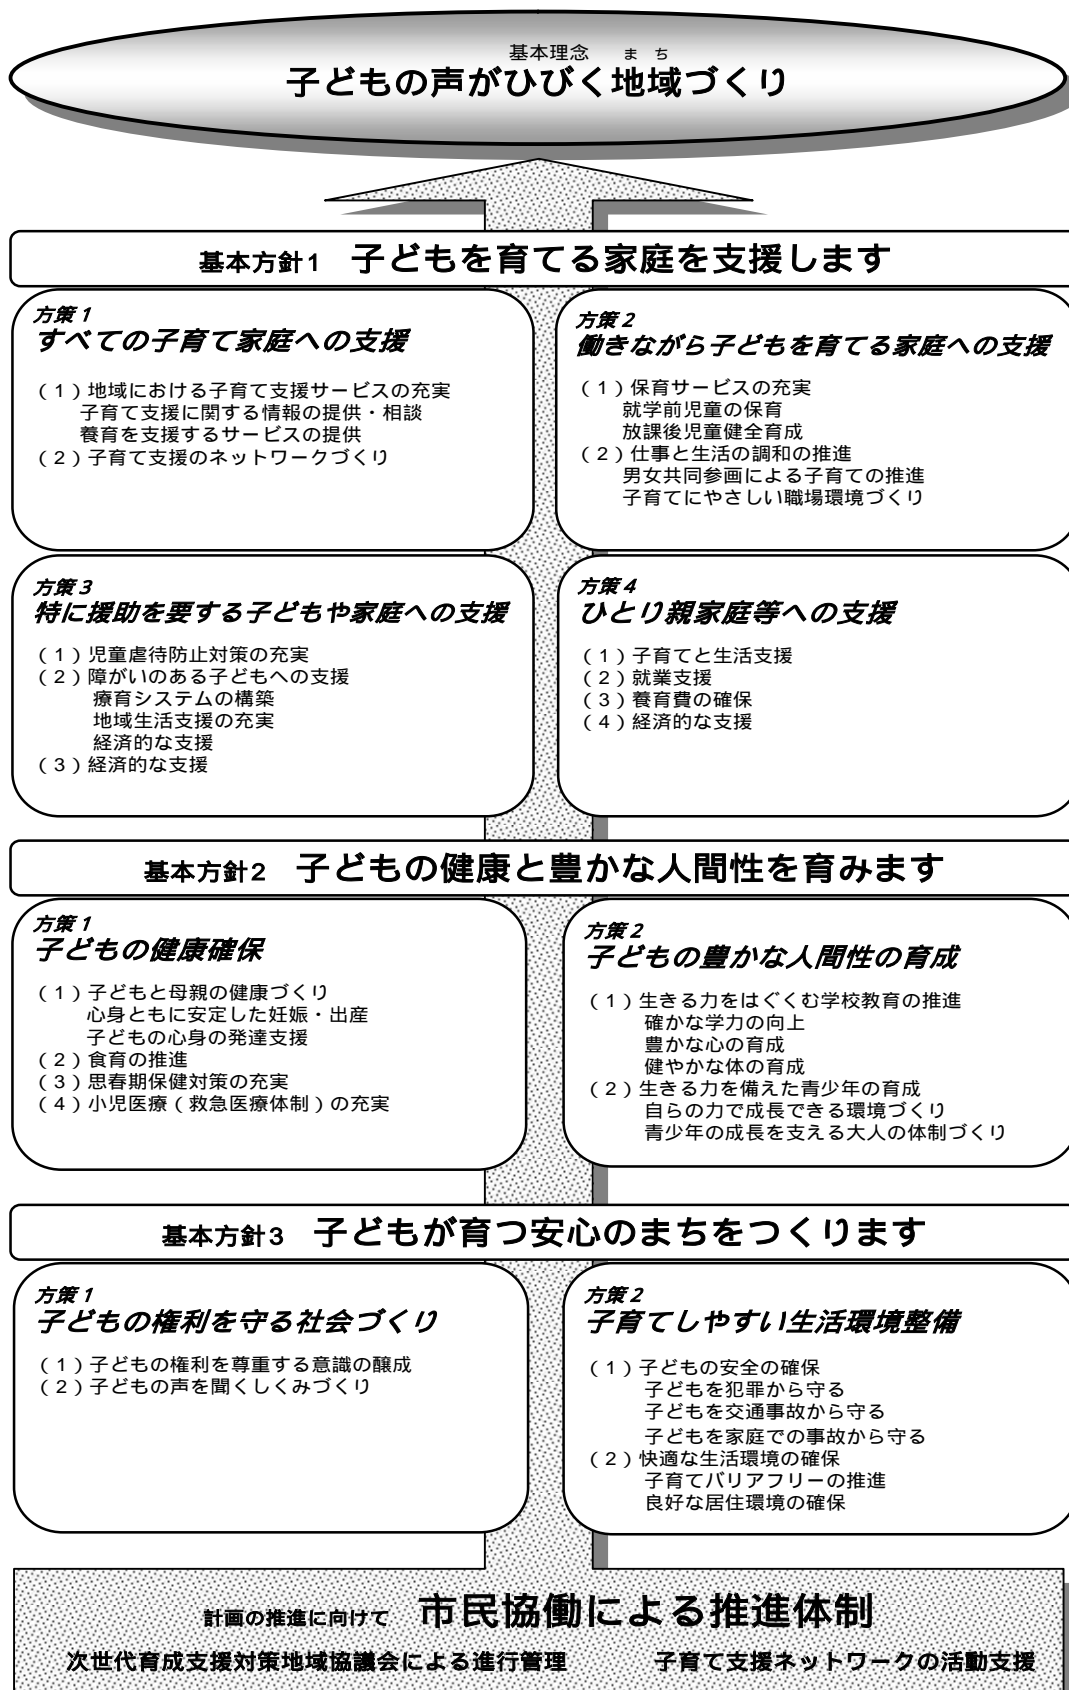 基本理念 まち
子どもの声がひびく地域づくり
基本方針1 子どもを育てる家庭を支援します
方策1
すべての子育て家庭への支援
(1)地域における子育て支援サービスの充実
子育て支援に関する情報の提供・相談
養育を支援するサービスの提供
(2)子育て支援のネットワークづくり
方策2
働きながら子どもを育てる家庭への支援
(1)保育サービスの充実
就学前児童の保育
放課後児童健全育成
(2)仕事と生活の調和の推進
男女共同参画による子育ての推進
子育てにやさしい職場環境づくり
方策3
特に援助を要する子どもや家庭への支援
(1)児童虐待防止対策の充実
(2)障がいのある子どもへの支援
療育システムの構築
地域生活支援の充実
経済的な支援
(3)経済的な支援
方策4
ひとり親家庭等への支援
(1)子育てと生活支援
(2)就業支援
(3)養育費の確保
(4)経済的な支援
基本方針2 子どもの健康と豊かな人間性を育みます
方策1
子どもの健康確保
(1)子どもと母親の健康づくり
心身ともに安定した妊娠・出産
子どもの心身の発達支援
(2)食育の推進
(3)思春期保健対策の充実
(4)小児医療(救急医療体制)の充実
方策2
子どもの豊かな人間性の育成
(1)生きる力をはぐくむ学校教育の推進
確かな学力の向上
豊かな心の育成
健やかな体の育成
(2)生きる力を備えた青少年の育成
自らの力で成長できる環境づくり
青少年の成長を支える大人の体制づくり
基本方針3 子どもが育つ安心のまちをつくります
方策1
子どもの権利を守る社会づくり
(1)子どもの権利を尊重する意識の醸成
(2)子どもの声を聞くしくみづくり
方策2
子育てしやすい生活環境整備
(1)子どもの安全の確保
子どもを犯罪から守る
子どもを交通事故から守る
子どもを家庭での事故から守る
(2)快適な生活環境の確保
子育てバリアフリーの推進
良好な居住環境の確保
計画の推進に向けて 市民協働による推進体制
次世代育成支援対策地域協議会による進行管理 子育て支援ネットワークの活動支援